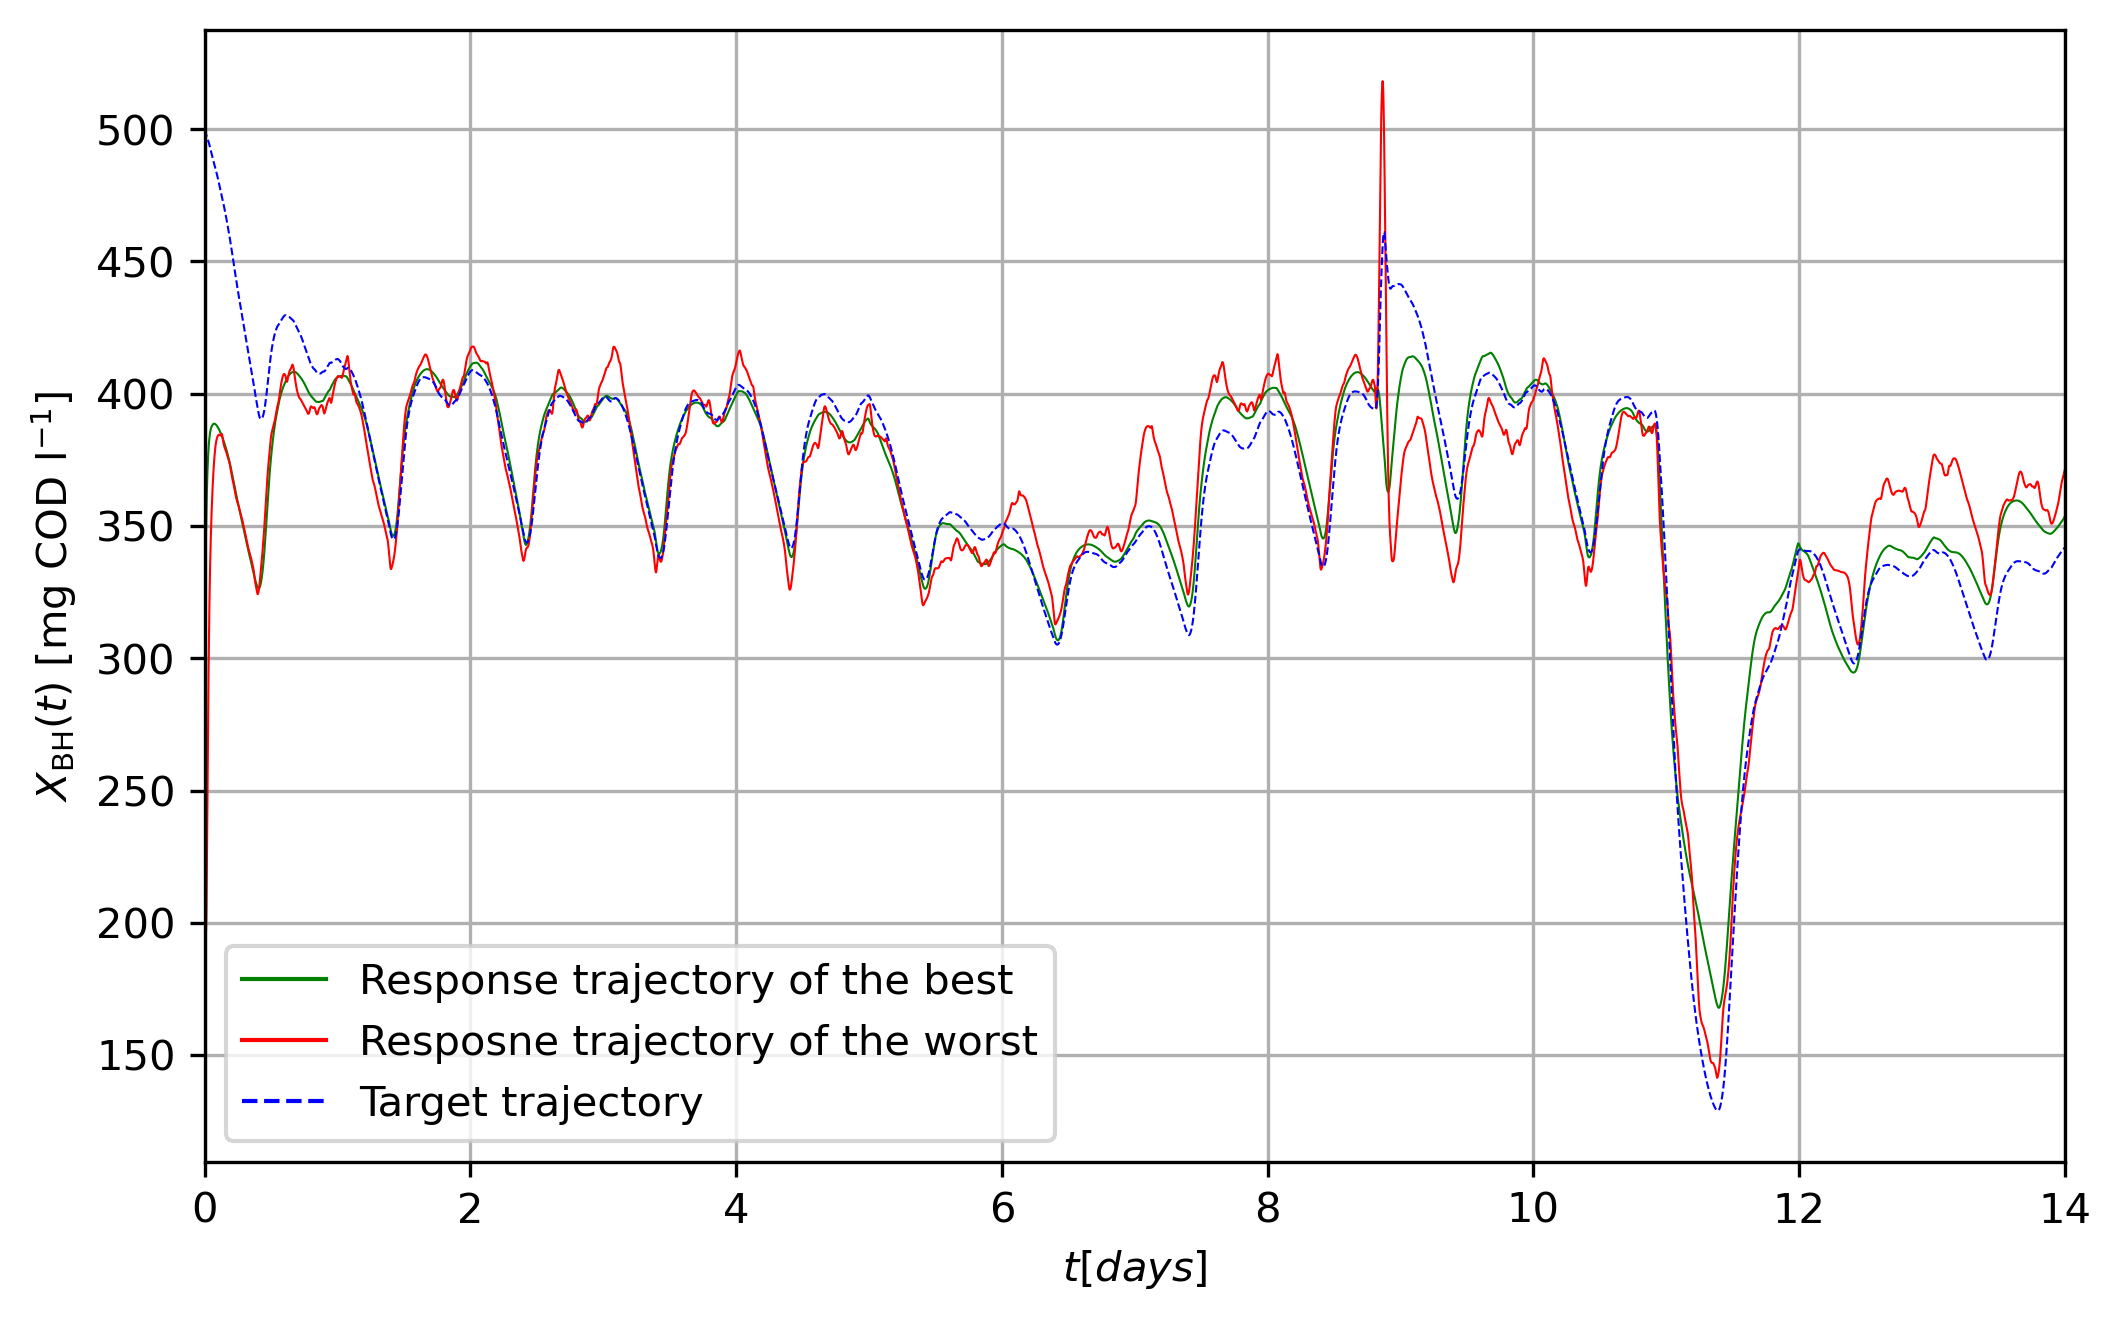 500
450
400
350
300
250
200
150
X_BH(t) [mg COD l⁻¹]
Response trajectory of the best
Resposne trajectory of the worst
Target trajectory
0 2 4 6 8 10 12 14
t[days]